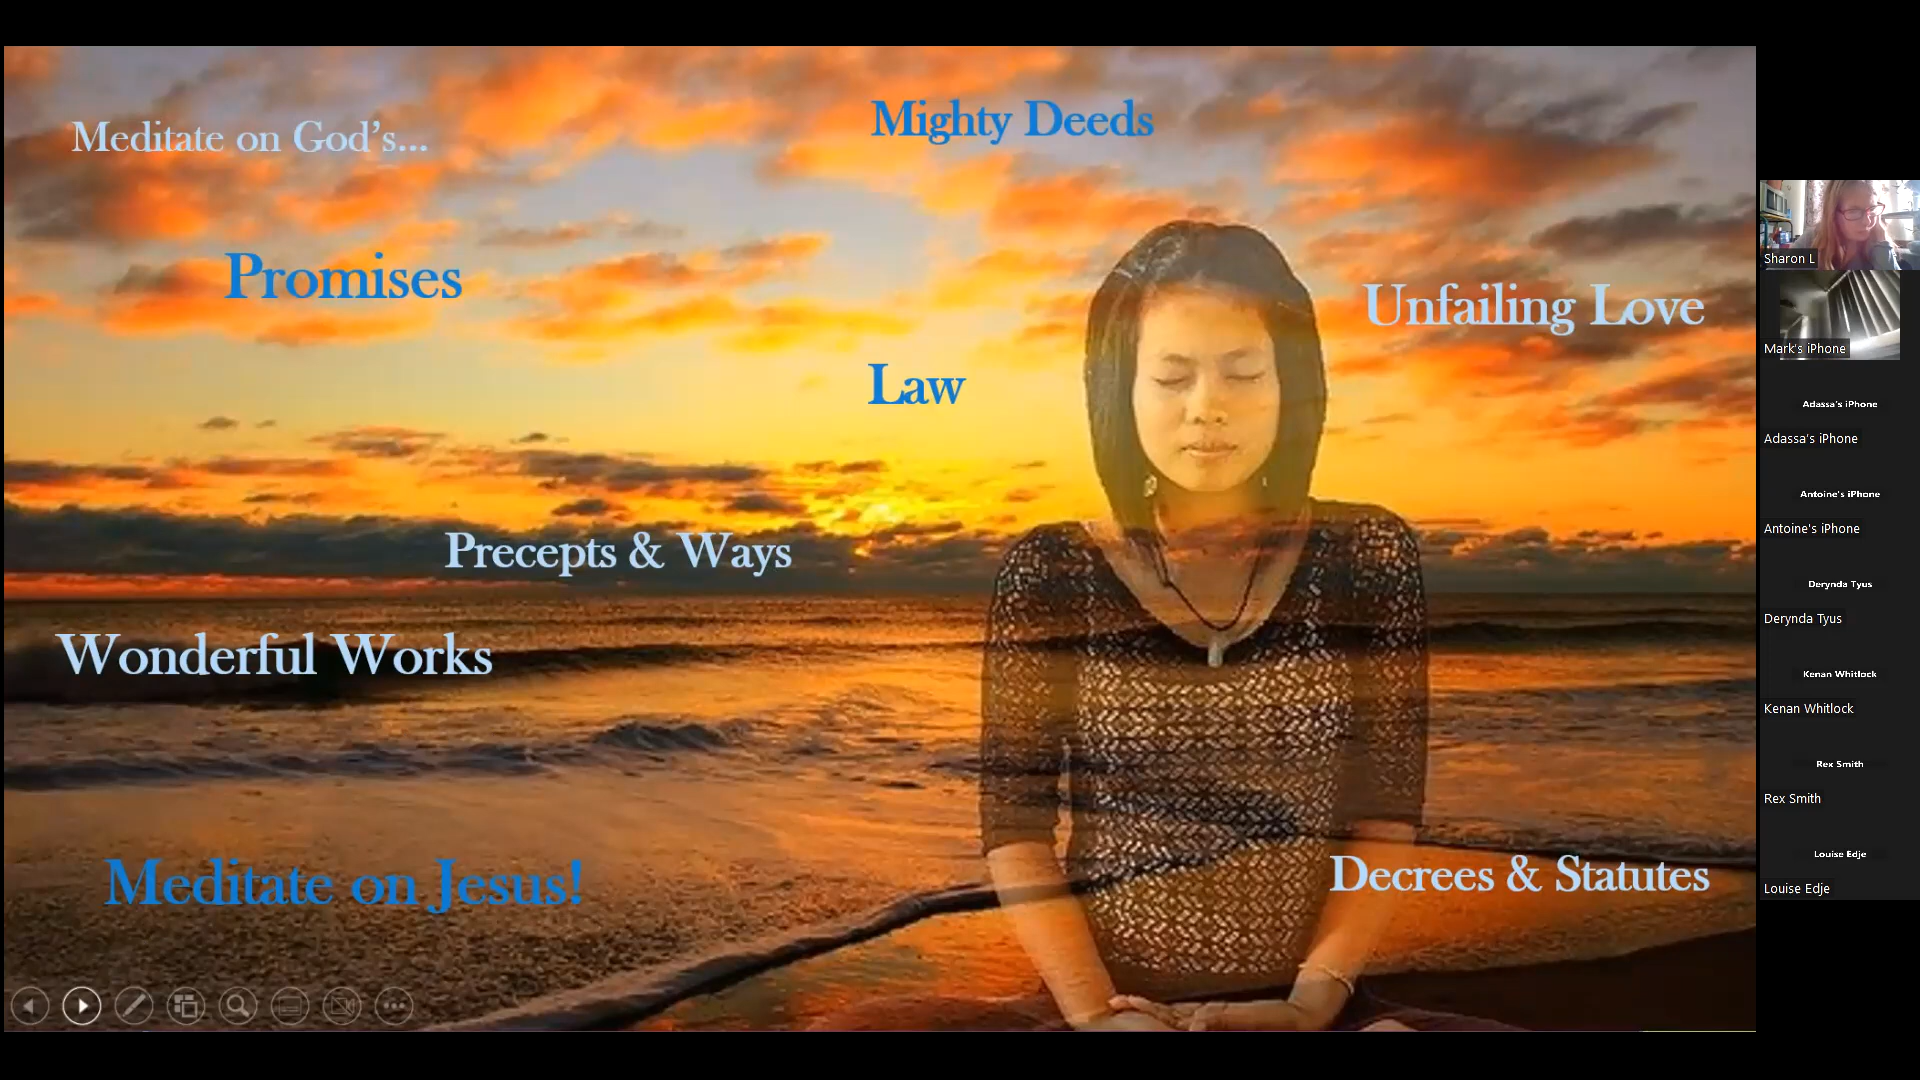 Meditate on God's...
Mighty Deeds
Promises
Unfailing Love
Law
Precepts & Ways
Wonderful Works
Meditate on Jesus!
Decrees & Statutes
Sharon L
Mark's iPhone
Adassa's iPhone
Adassa's iPhone
Antoine's iPhone
Antoine's iPhone
Derynda Tyus
Derynda Tyus
Kenan Whitlock
Kenan Whitlock
Rex Smith
Rex Smith
Louise Edje
Louise Edje